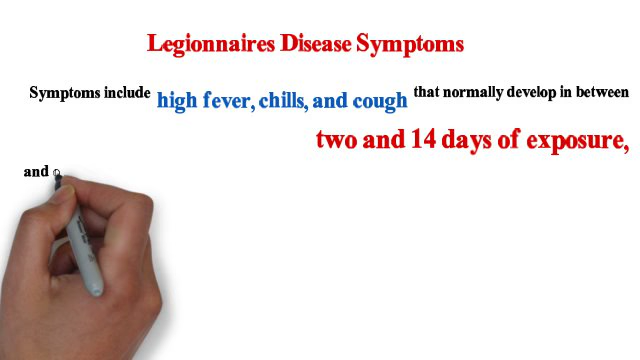 Legionnaires Disease Symptoms
Symptoms include high fever, chills, and cough that normally develop in between
two and 14 days of exposure,
and